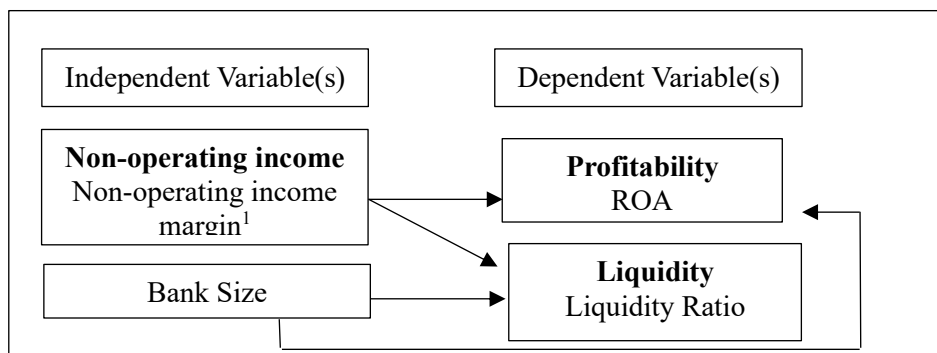 Independent Variable(s)
Dependent Variable(s)
Non-operating income
Non-operating income
margin¹
Profitability
ROA
Bank Size
Liquidity
Liquidity Ratio